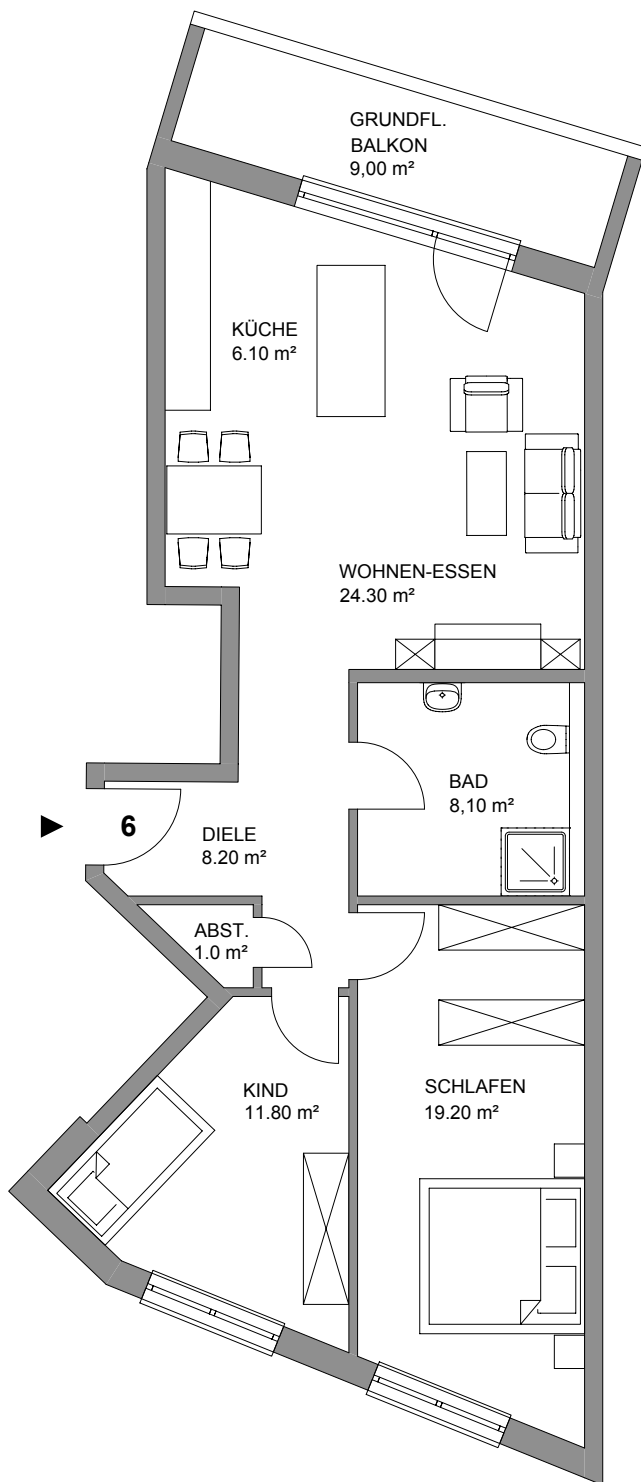 GRUNDFL.
BALKON
9,00 m²
KÜCHE
6.10 m²
WOHNEN-ESSEN
24.30 m²
BAD
8,10 m²
6
DIELE
8.20 m²
ABST.
1.0 m²
KIND
11.80 m²
SCHLAFEN
19.20 m²